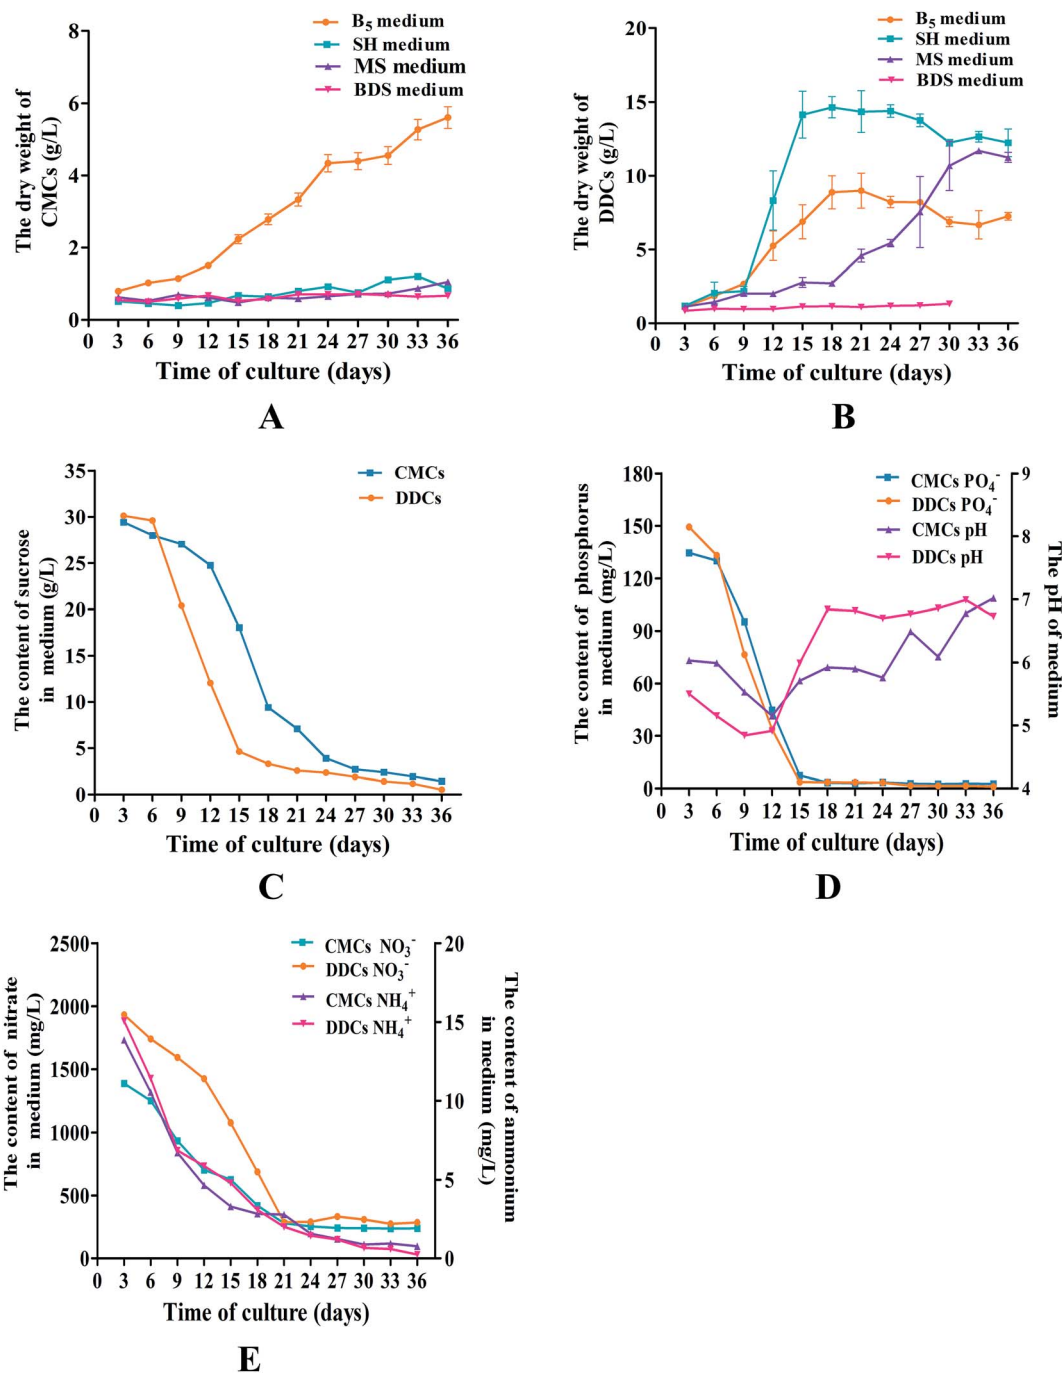 B5 medium
SH medium
MS medium
BDS medium
The dry weight of
CMCs (g/L)
8
6
4
2
0
0 3 6 9 12 15 18 21 24 27 30 33 36
Time of culture (days)
A
B5 medium
SH medium
MS medium
BDS medium
The dry weight of
DDCs (g/L)
20
15
10
5
0
0 3 6 9 12 15 18 21 24 27 30 33 36
Time of culture (days)
B
CMCs
DDCs
The content of sucrose
in medium (g/L)
35
30
25
20
15
10
5
0
0 3 6 9 12 15 18 21 24 27 30 33 36
Time of culture (days)
C
CMCs PO4-
DDCs PO4-
CMCs pH
DDCs pH
The content of phosphorus
in medium (mg/L)
180
150
120
90
60
30
0
9
8
7
6
5
4
The pH of medium
0 3 6 9 12 15 18 21 24 27 30 33 36
Time of culture (days)
D
CMCs NO3-
DDCs NO3-
CMCs NH4+
DDCs NH4+
The content of nitrate
in medium (mg/L)
2500
2000
1500
1000
500
0
20
15
10
5
0
The content of ammonium
in medium (mg/L)
0 3 6 9 12 15 18 21 24 27 30 33 36
Time of culture (days)
E